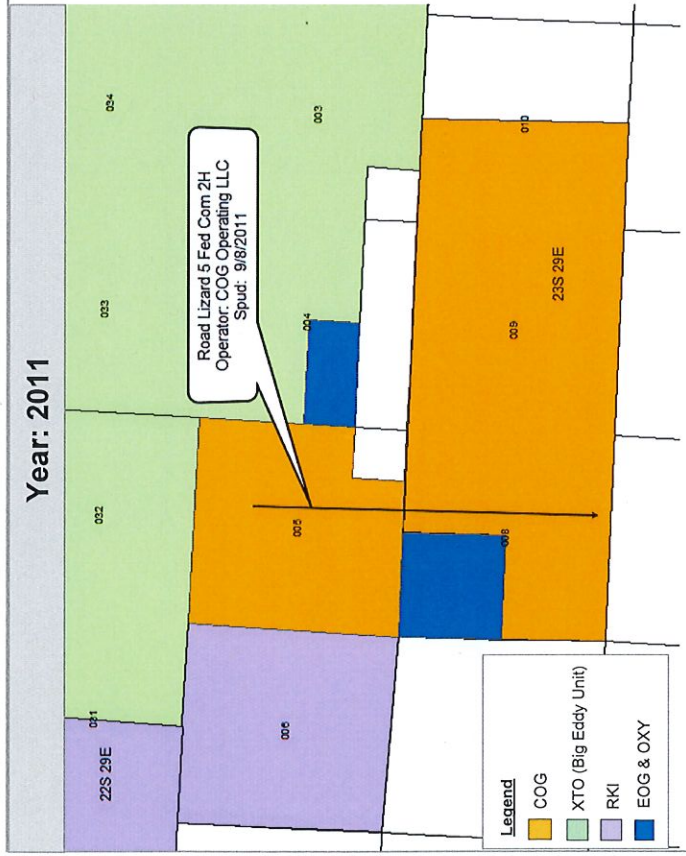 Year: 2011
034
033
032
031
22S 29E
Road Lizard 5 Fed Com 2H
Operator: COG Operating LLC
Spud: 9/8/2011
003
004
005
006
010
009
008
23S 29E
Legend
COG
XTO (Big Eddy Unit)
RKI
EOG & OXY